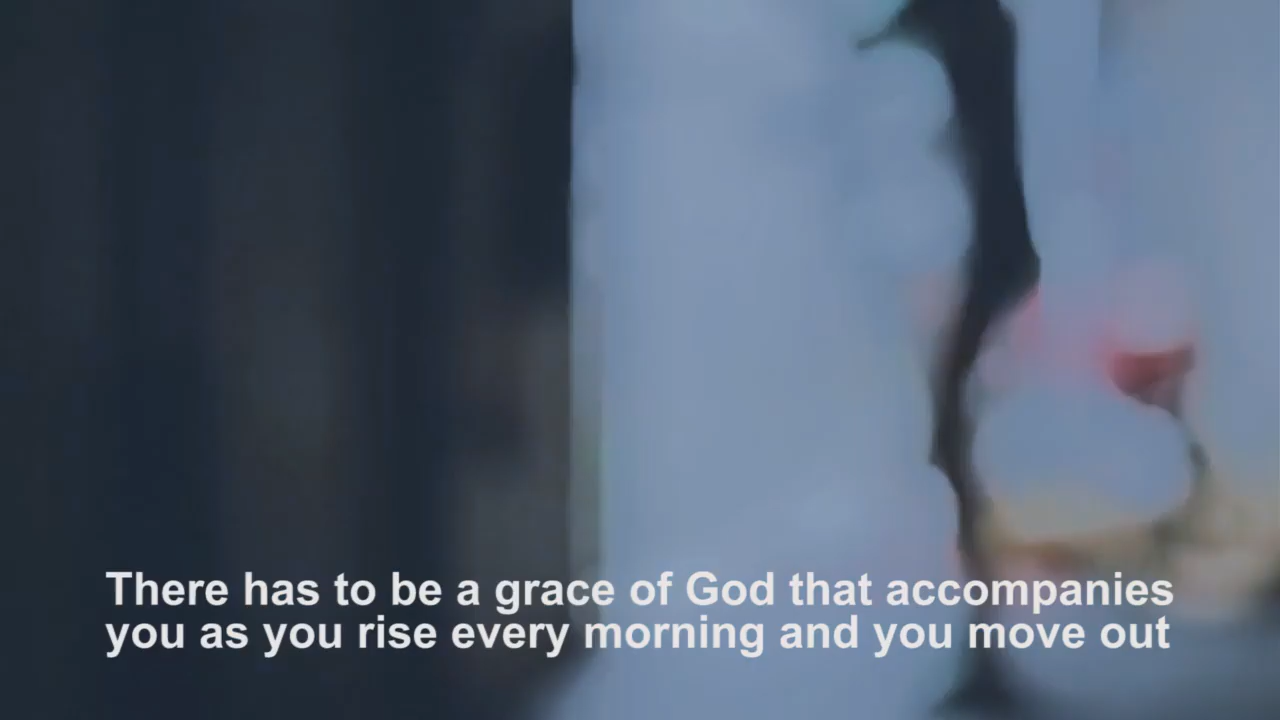 There has to be a grace of God that accompanies
you as you rise every morning and you move out